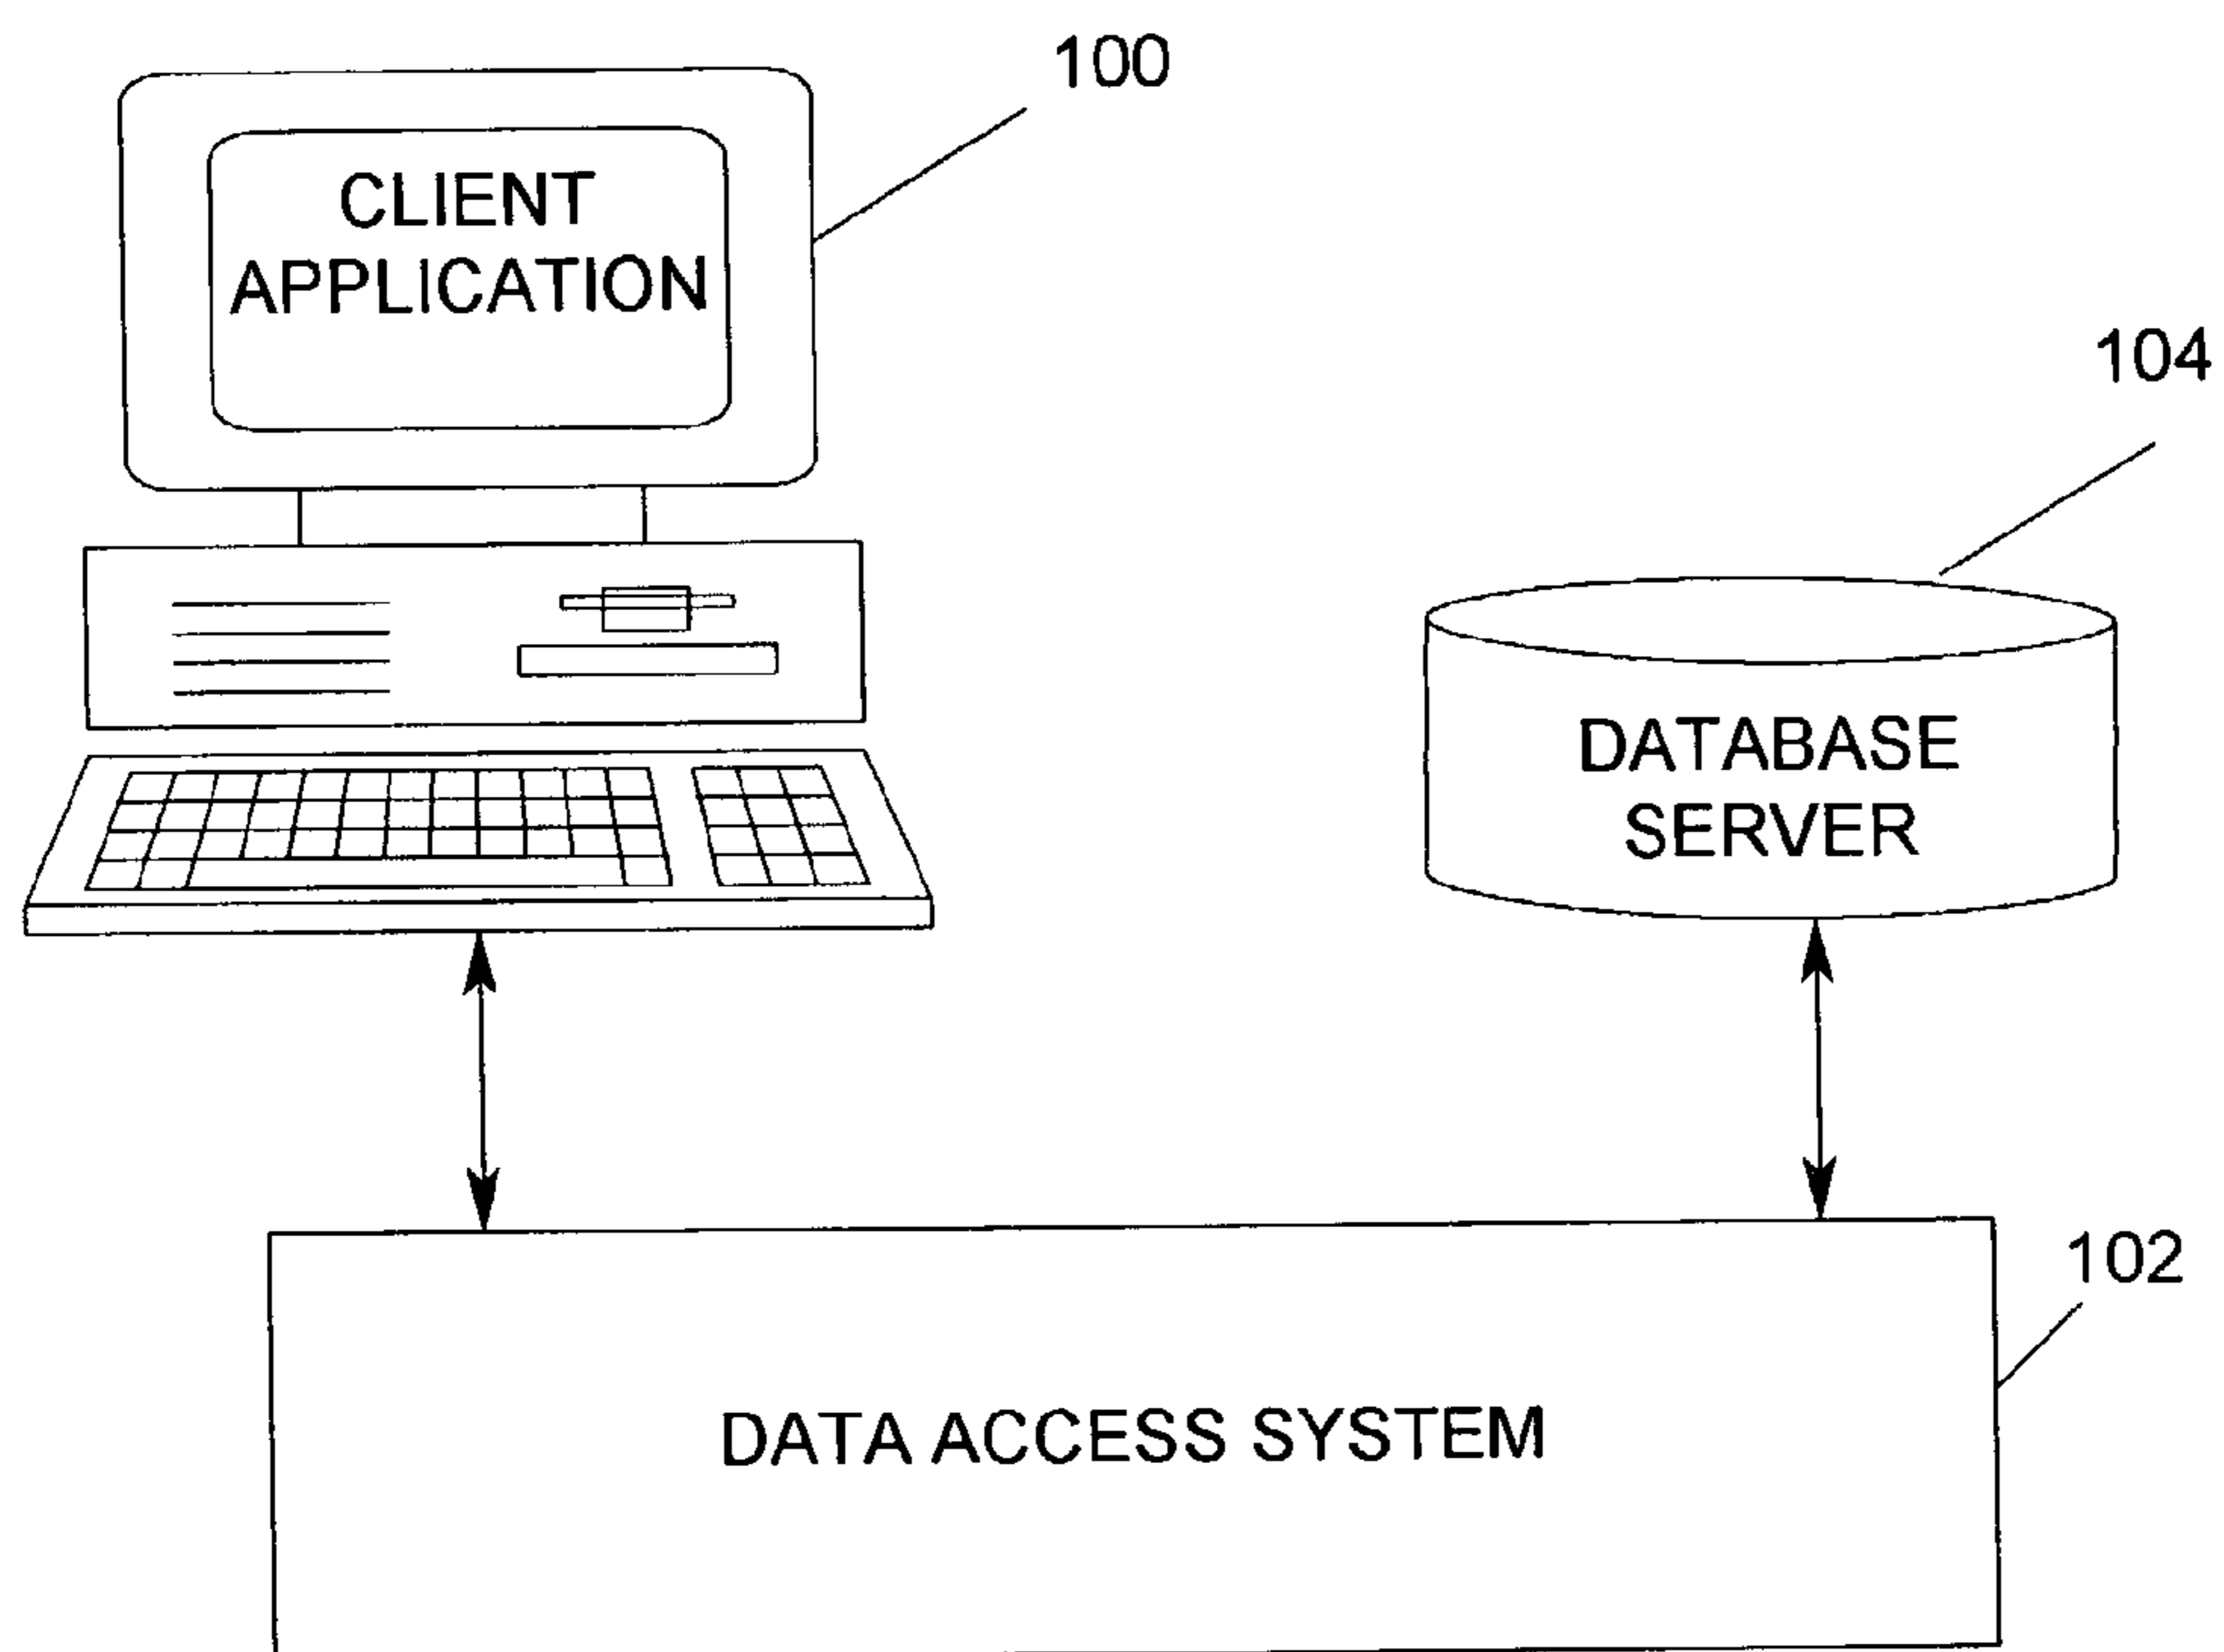 100
CLIENT
APPLICATION
104
DATABASE
SERVER
102
DATA ACCESS SYSTEM